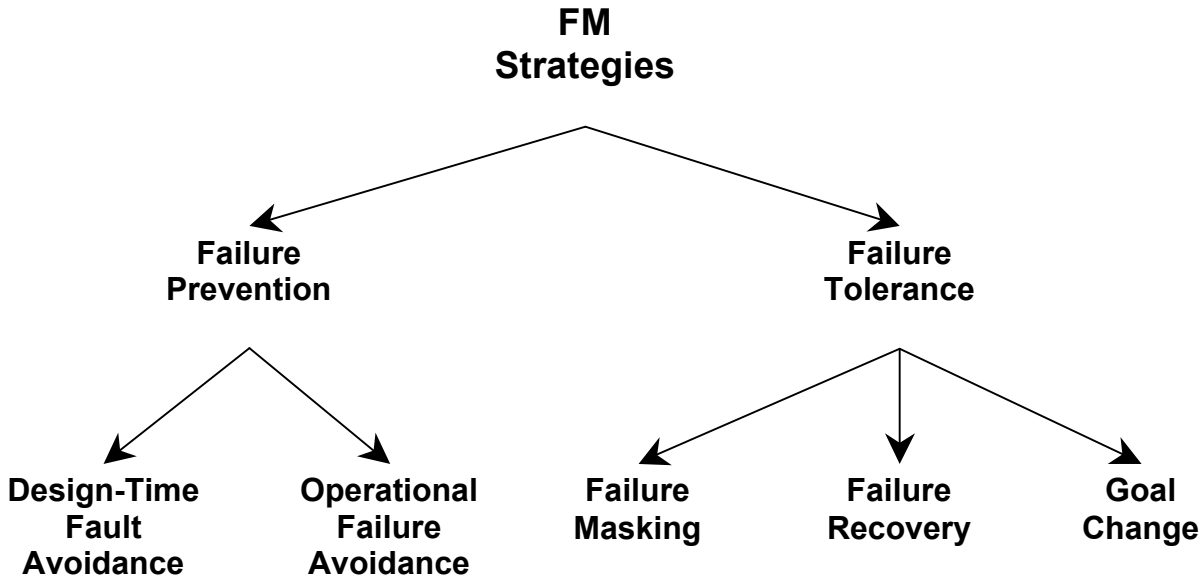 FM
Strategies
Failure
Prevention
Failure
Tolerance
Design-Time
Fault
Avoidance
Operational
Failure
Avoidance
Failure
Masking
Failure
Recovery
Goal
Change